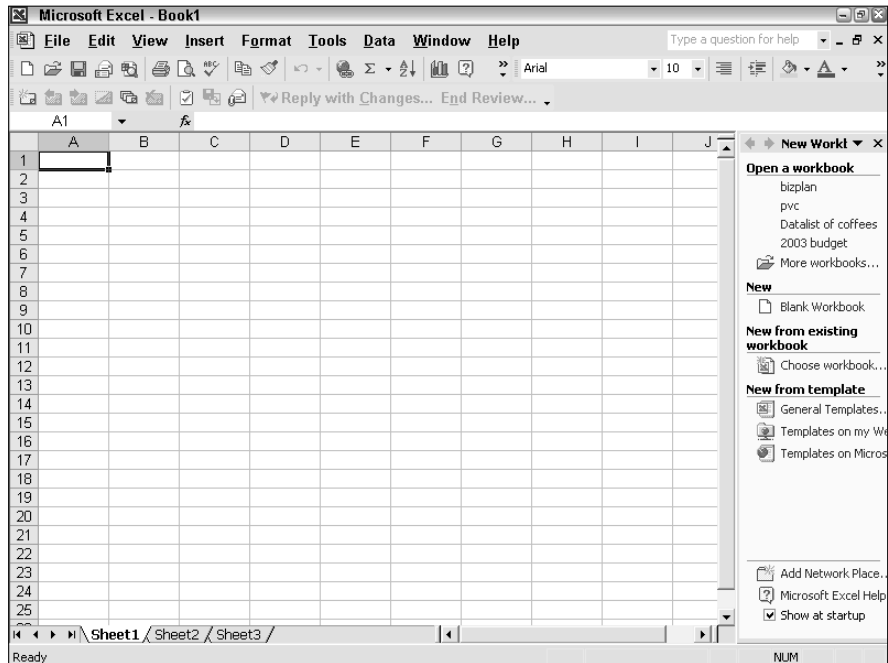 Microsoft Excel - Book1
File Edit View Insert Format Tools Data Window Help Type a question for help
Arial 10
Reply with Changes... End Review...
A1 fx
A B C D E F G H I J
New Workb
Open a workbook
bizplan
pvc
Datalist of coffees
2003 budget
More workbooks...
New
Blank Workbook
New from existing
workbook
Choose workbook...
New from template
General Templates..
Templates on my We
Templates on Micros
Add Network Place..
Microsoft Excel Help
Show at startup
1
2
3
4
5
6
7
8
9
10
11
12
13
14
15
16
17
18
19
20
21
22
23
24
25
Sheet1 Sheet2 Sheet3
Ready NUM